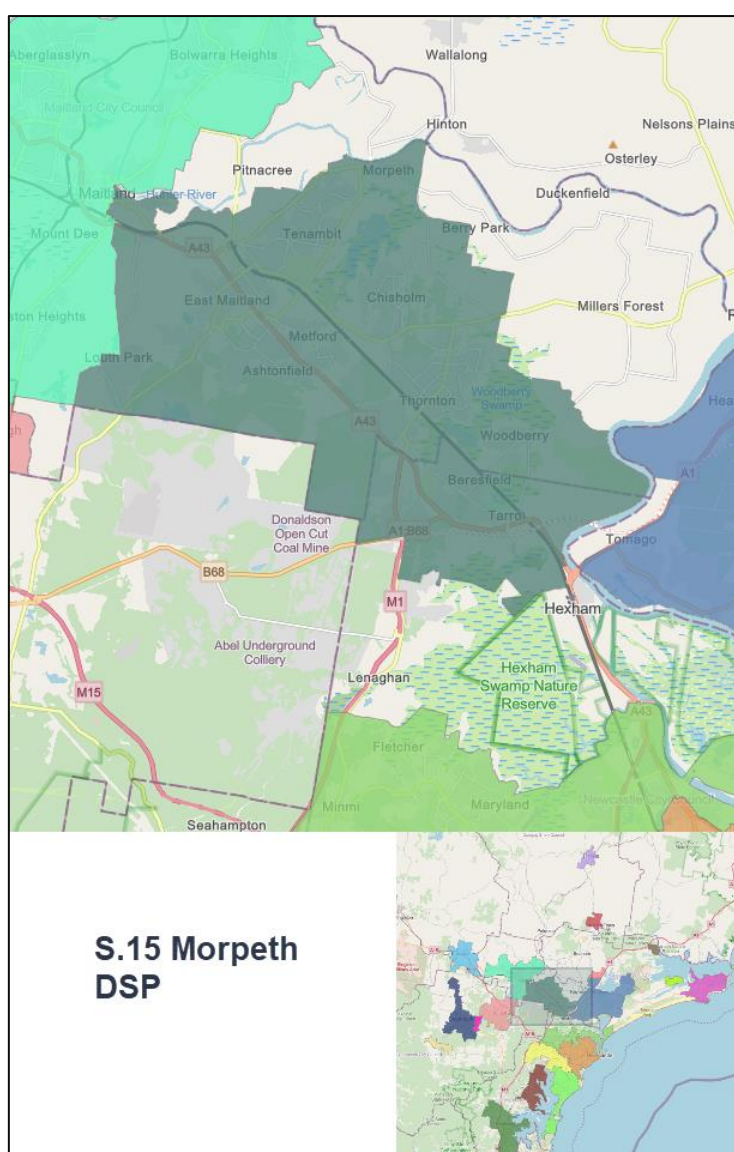 Aberglasslyn
Bolwarra Heights
Wallalong
Maitland City Council
Hinton
Nelsons Plains
Osterley
Pitnacree
Morpeth
Maitland
Hunter River
Duckenfield
Mount Dee
Tenambit
Berry Park
A43
East Maitland
Chisholm
Millers Forest
Metford
Louth Park
Ashtonfield
Thornton
Woodberry
Swamp
A43
Woodberry
A1
Beresfield
Donaldson
Open Cut
Coal Mine
A1;B68
Tarro
Tomago
B68
M1
Hexham
Abel Underground
Colliery
Hexham
Swamp Nature
Reserve
Lenaghan
M15
A43
Fletcher
Minmi
Maryland
Newcastle City Council
Seahampton
S.15 Morpeth
DSP